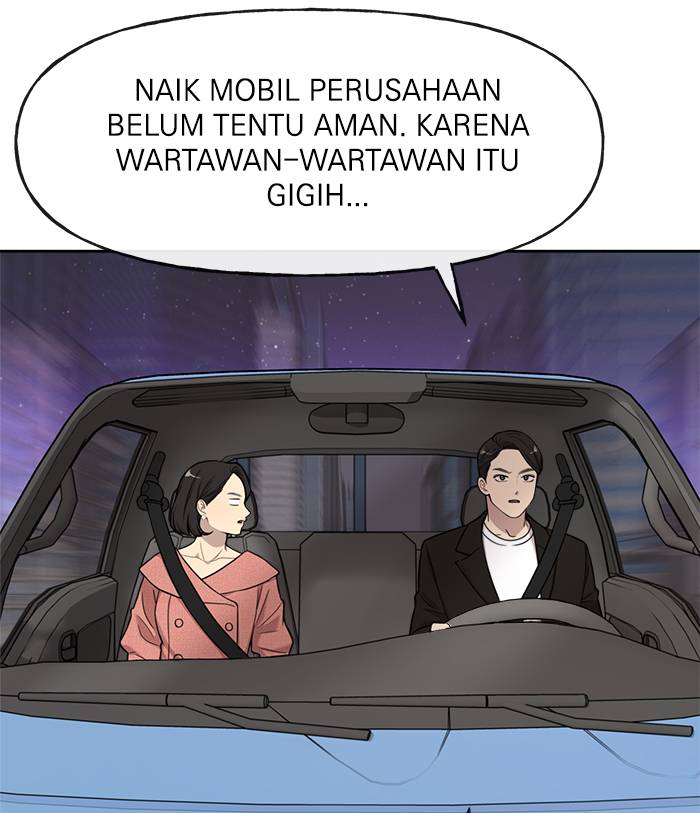 NAIK MOBIL PERUSAHAAN
BELUM TENTU AMAN. KARENA
WARTAWAN-WARTAWAN ITU
GIGIH...